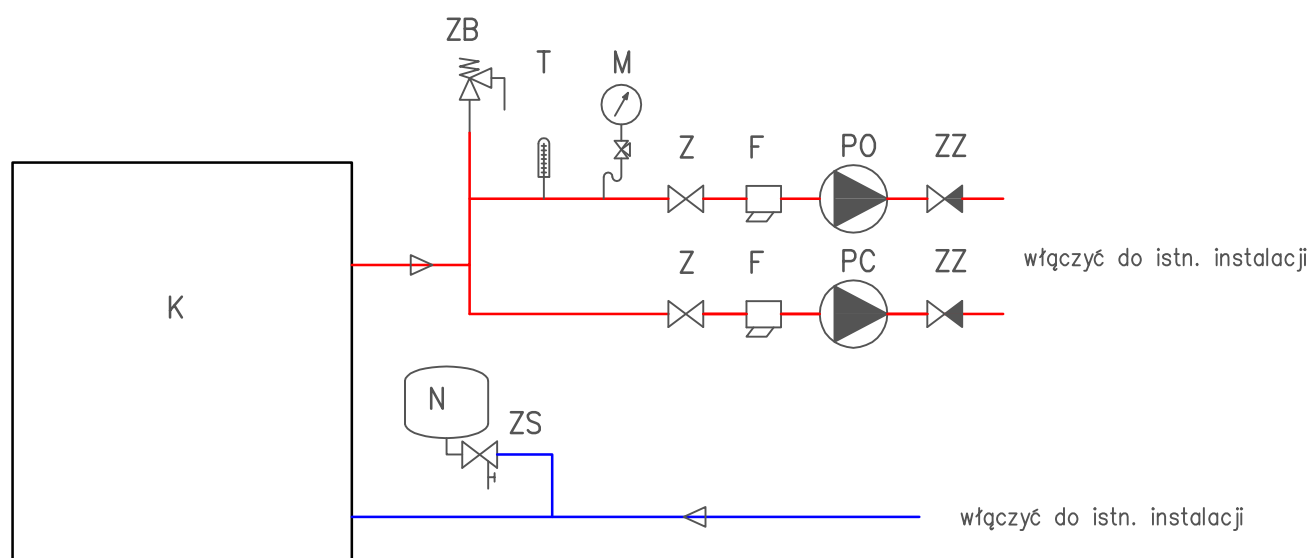 ZB
T M
Z F PO ZZ
Z F PC ZZ
włączyć do istn. instalacji
K
N
ZS
włączyć do istn. instalacji